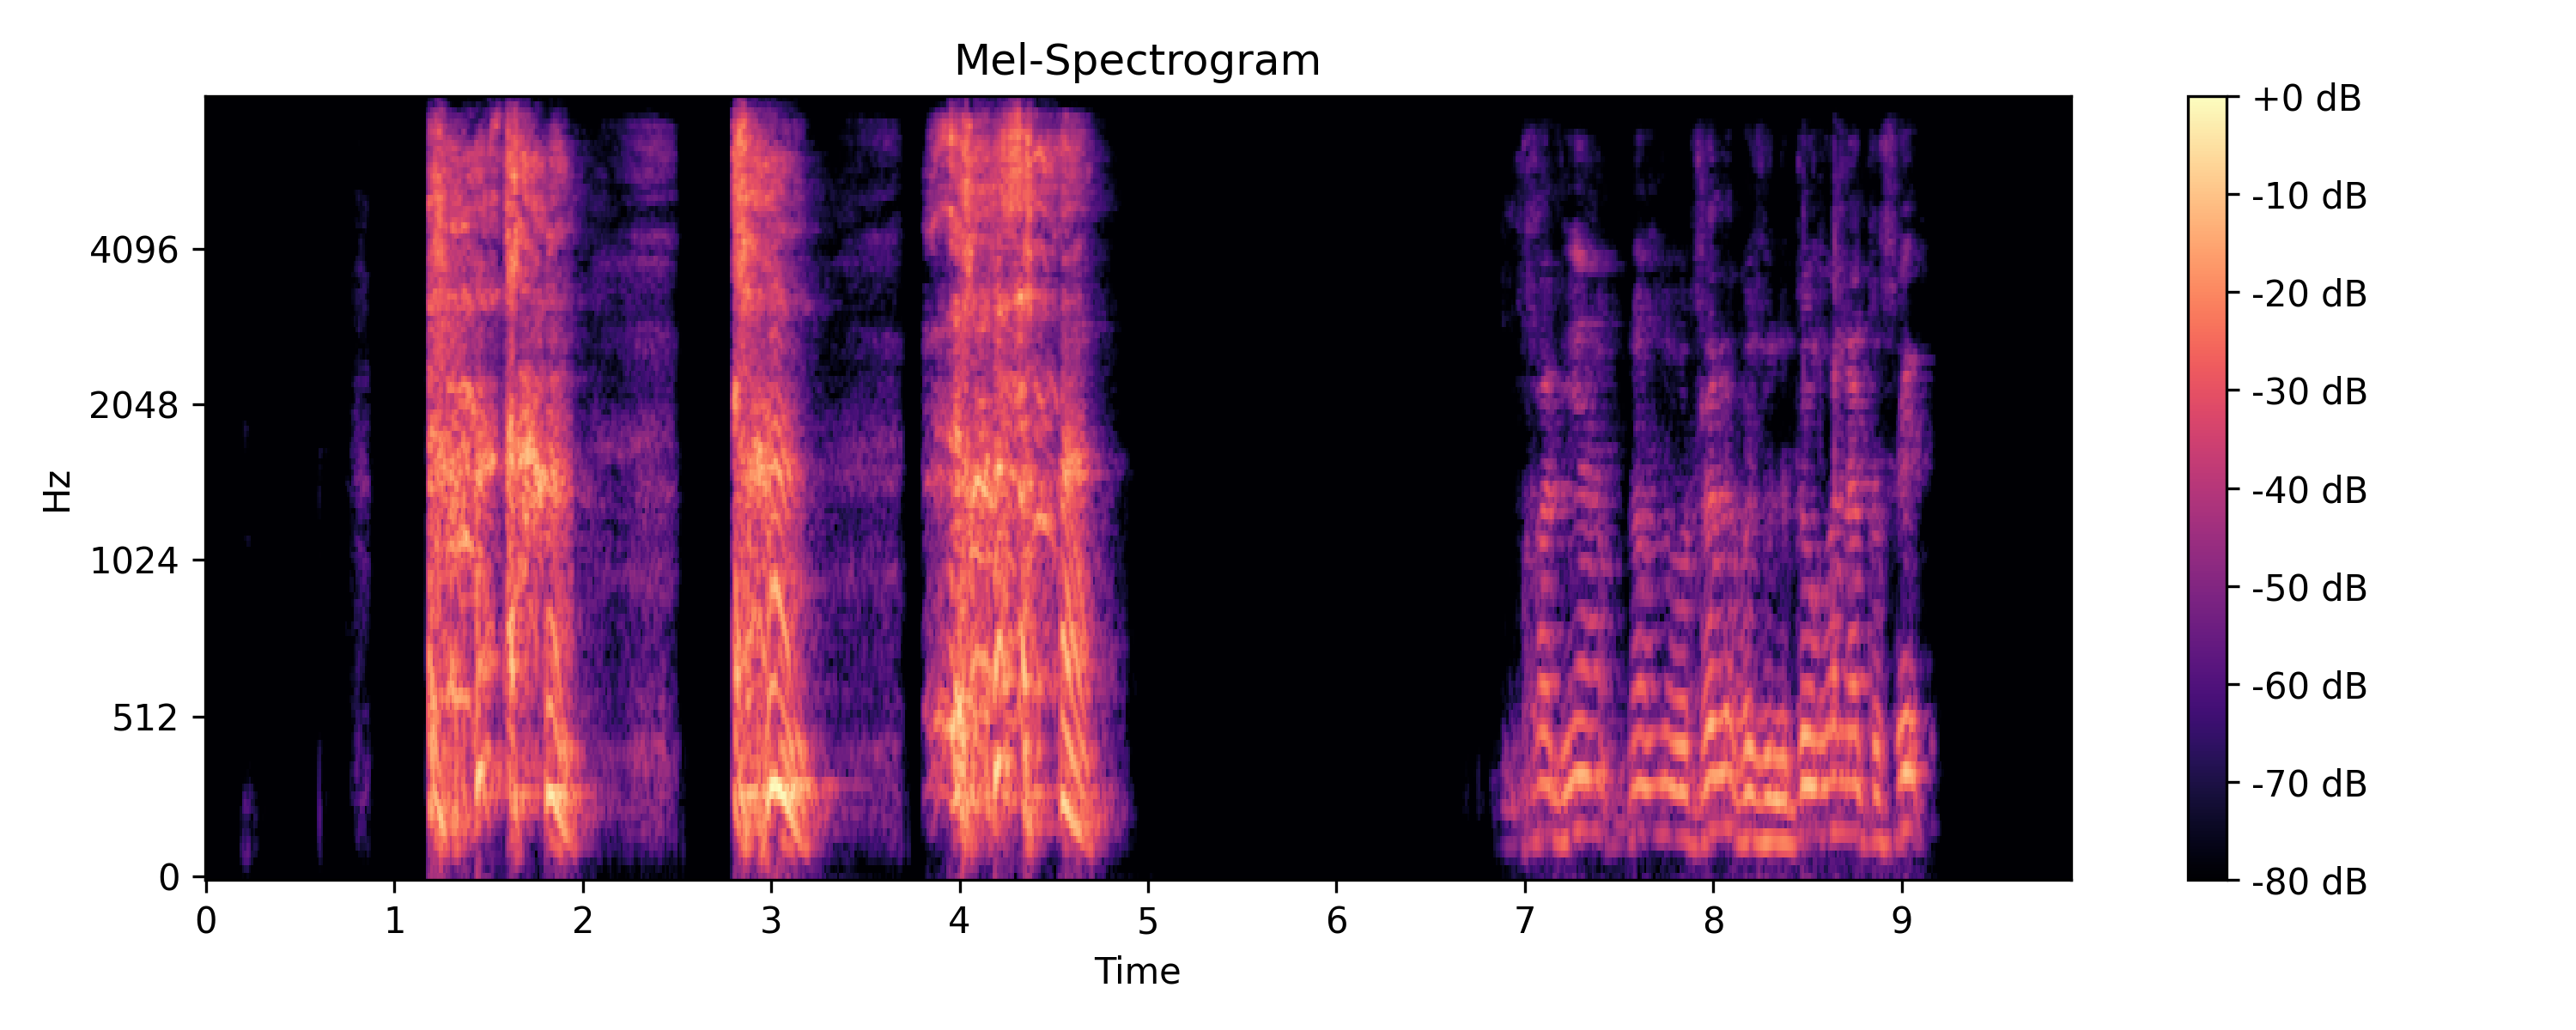 Mel-Spectrogram
+0 dB
-10 dB
-20 dB
-30 dB
-40 dB
-50 dB
-60 dB
-70 dB
-80 dB
4096
2048
1024
512
0
Hz
0 1 2 3 4 5 6 7 8 9
Time